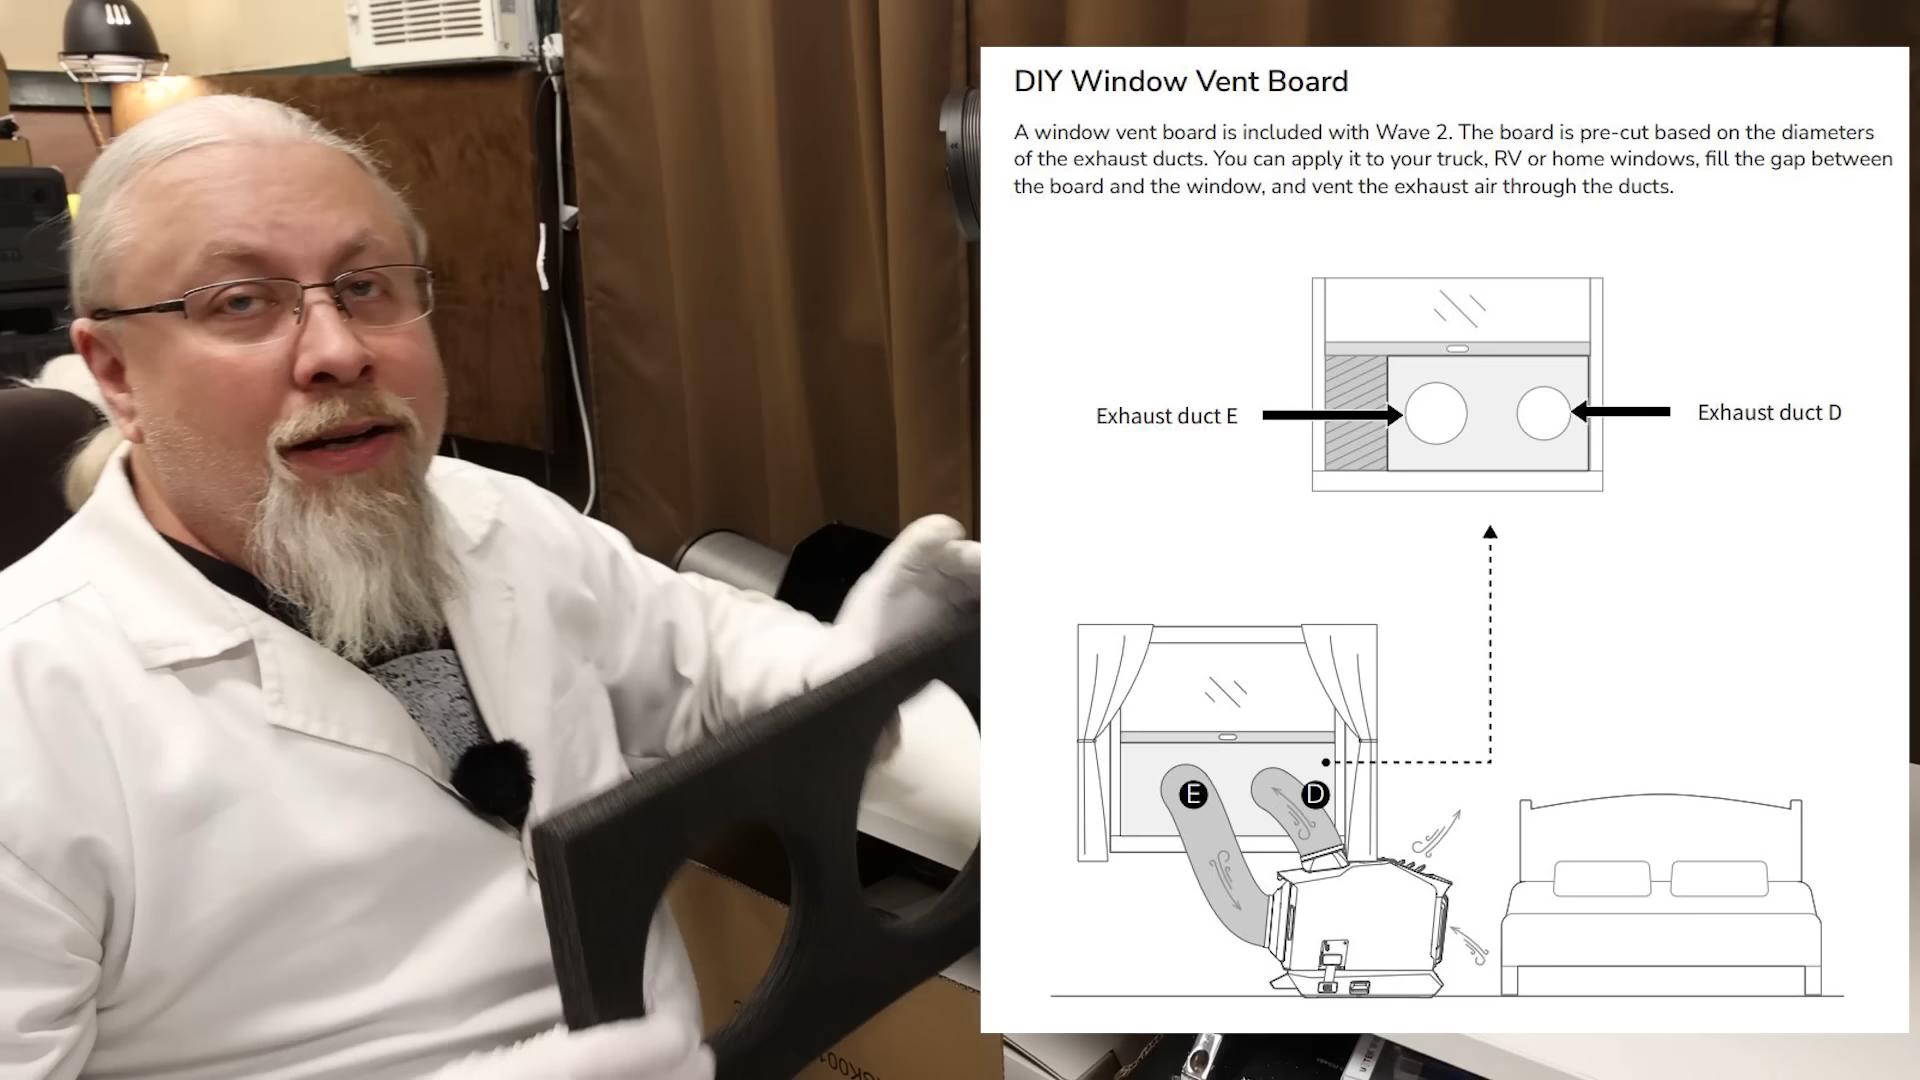 DIY Window Vent Board
A window vent board is included with Wave 2. The board is pre-cut based on the diameters
of the exhaust ducts. You can apply it to your truck, RV or home windows, fill the gap between
the board and the window, and vent the exhaust air through the ducts.
Exhaust duct E
Exhaust duct D
E
D